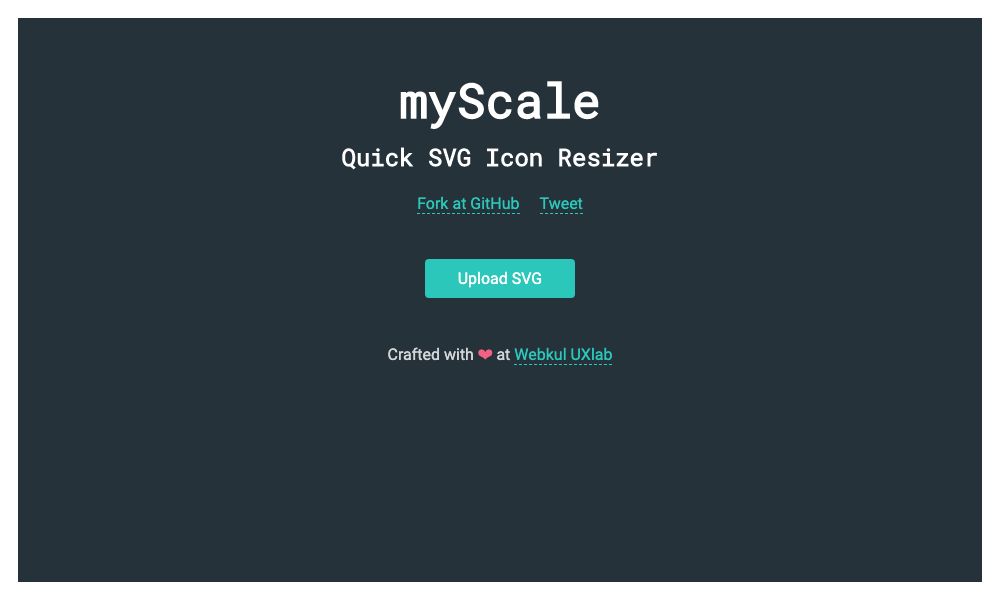 myScale
Quick SVG Icon Resizer
Fork at GitHub Tweet
Upload SVG
Crafted with ❤ at Webkul UXlab